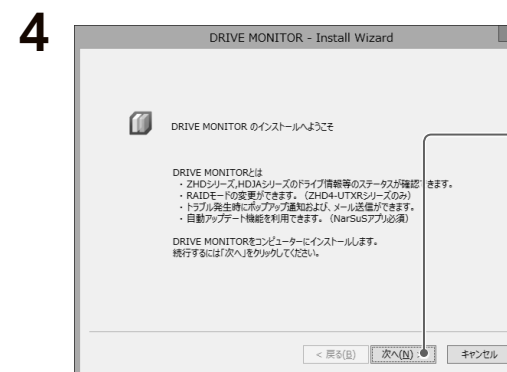 4
DRIVE MONITOR - Install Wizard
DRIVE MONITOR のインストールへようこそ
DRIVE MONITORとは
・ZHDシリーズ,HDJAシリーズのドライブ情報等のステータスが確認できます。
・RAIDモードの変更ができます。（ZHD4-UTXRシリーズのみ）
・トラブル発生時にポップアップ通知および、メール送信ができます。
・自動アップデート機能を利用できます。（NarSuSアプリ必須）
DRIVE MONITORをコンピューターにインストールします。
続行するには「次へ」をクリックしてください。
< 戻る(B) 次へ(N) キャンセル